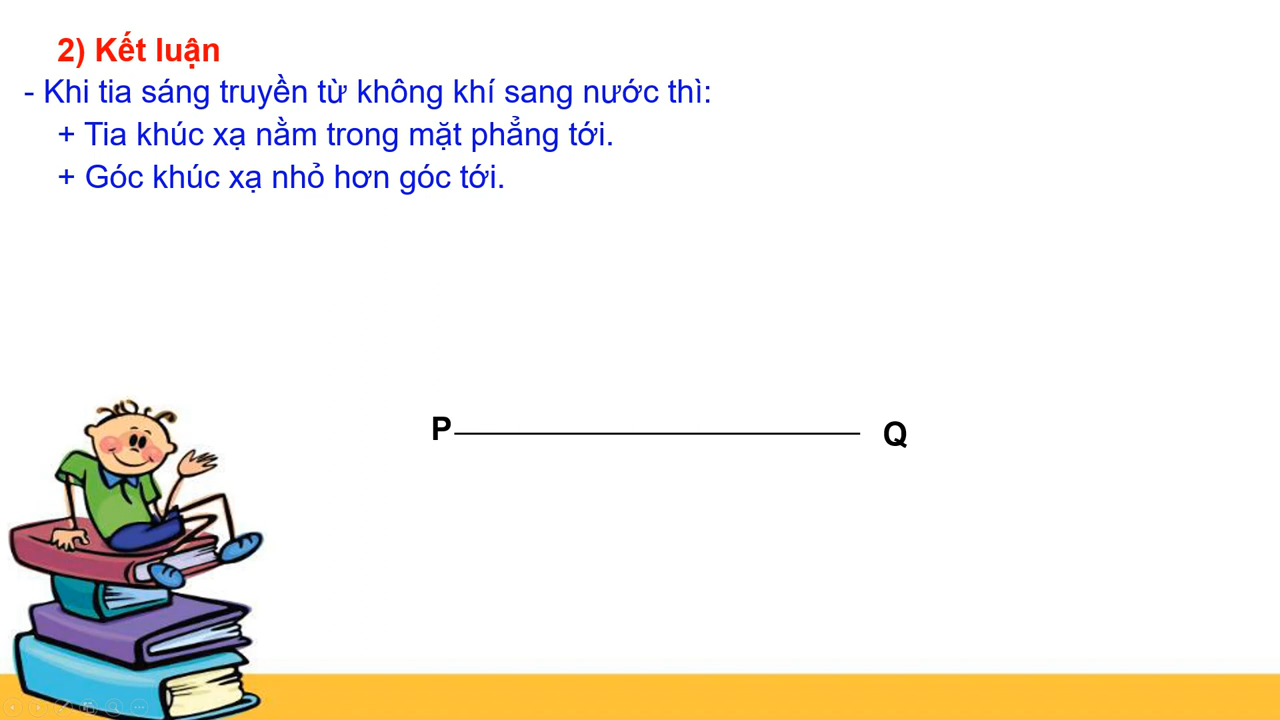 2) Kết luận
- Khi tia sáng truyền từ không khí sang nước thì:
+ Tia khúc xạ nằm trong mặt phẳng tới.
+ Góc khúc xạ nhỏ hơn góc tới.
P
Q